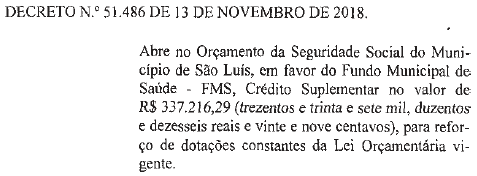 DECRETO N.º 51.486 DE 13 DE NOVEMBRO DE 2018.
Abre no Orçamento da Seguridade Social do Muni-
cípio de São Luís, em favor do Fundo Municipal de
Saúde - FMS, Crédito Suplementar no valor de
R$ 337.216,29 (trezentos e trinta e sete mil, duzentos
e dezesseis reais e vinte e nove centavos), para refor-
ço de dotações constantes da Lei Orçamentária vi-
gente.